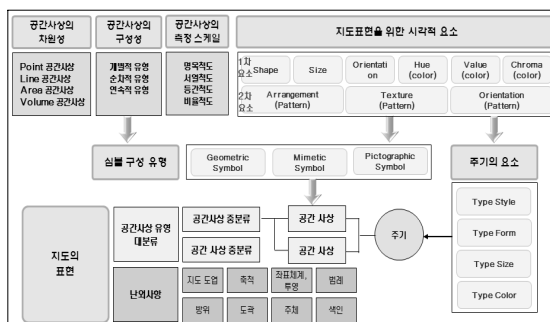 공간사상의
차원성
공간사상의
구성성
공간사상의
측정 스케일
지도표현을 위한 시각적 요소
Point 공간사상
Line 공간사상
Area 공간사상
Volume 공간사상
개별적 유형
순차적 유형
연속적 유형
명목척도
서열척도
등간척도
비율척도
1차
요소
Shape
Size
Orientati
on
Hue
(color)
Value
(color)
Chroma
(color)
2차
요소
Arrangement
(Pattern)
Texture
(Pattern)
Orientation
(Pattern)
심볼 구성 유형
Geometric
Symbol
Mimetic
Symbol
Pictographic
Symbol
주기의 요소
Type Style
Type Form
Type Size
Type Color
지도의
표현
공간사상 유형
대분류
공간사상 중분류
공간 사상
공간 사상 중분류
공간 사상
주기
난외사항
지도 도엽
축척
좌표체계,
투영
범례
방위
도곽
주제
색인